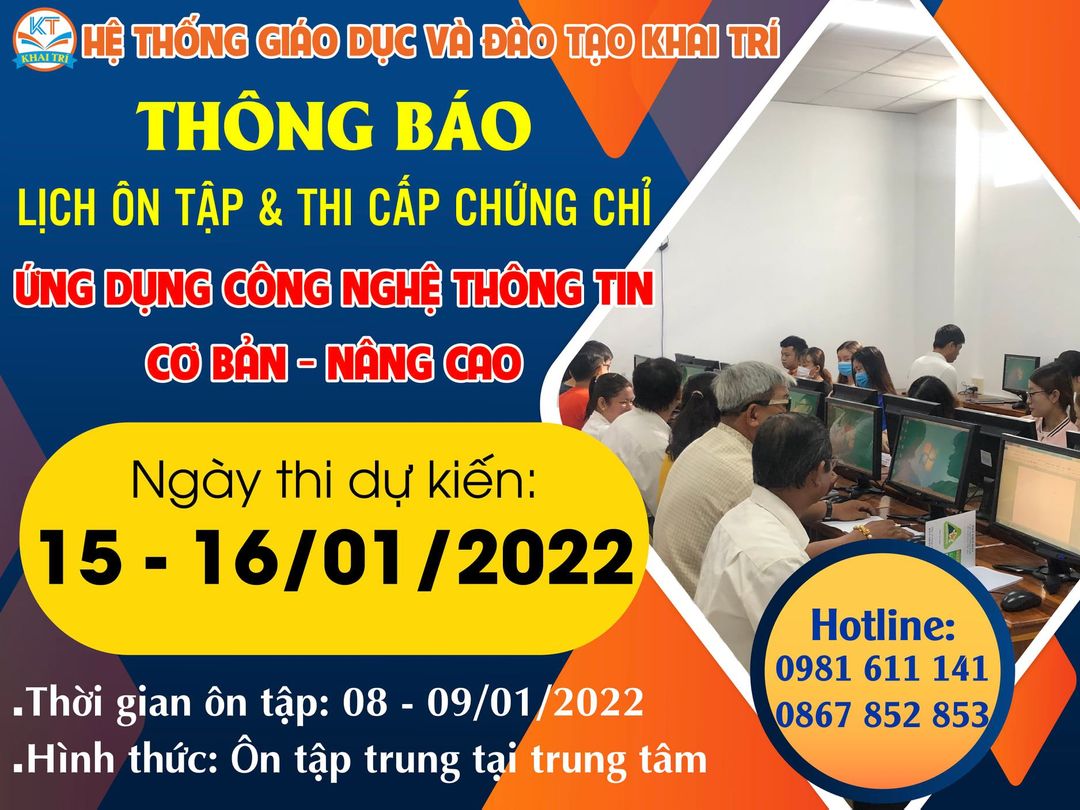 KT
KHAI TRÍ
HỆ THỐNG GIÁO DỤC VÀ ĐÀO TẠO KHAI TRÍ
THÔNG BÁO
LỊCH ÔN TẬP & THI CẤP CHỨNG CHỈ
ỨNG DỤNG CÔNG NGHỆ THÔNG TIN
CƠ BẢN - NÂNG CAO
Ngày thi dự kiến:
15 - 16/01/2022
.Thời gian ôn tập: 08 - 09/01/2022
.Hình thức: Ôn tập trung tại trung tâm
Hotline:
0981 611 141
0867 852 853